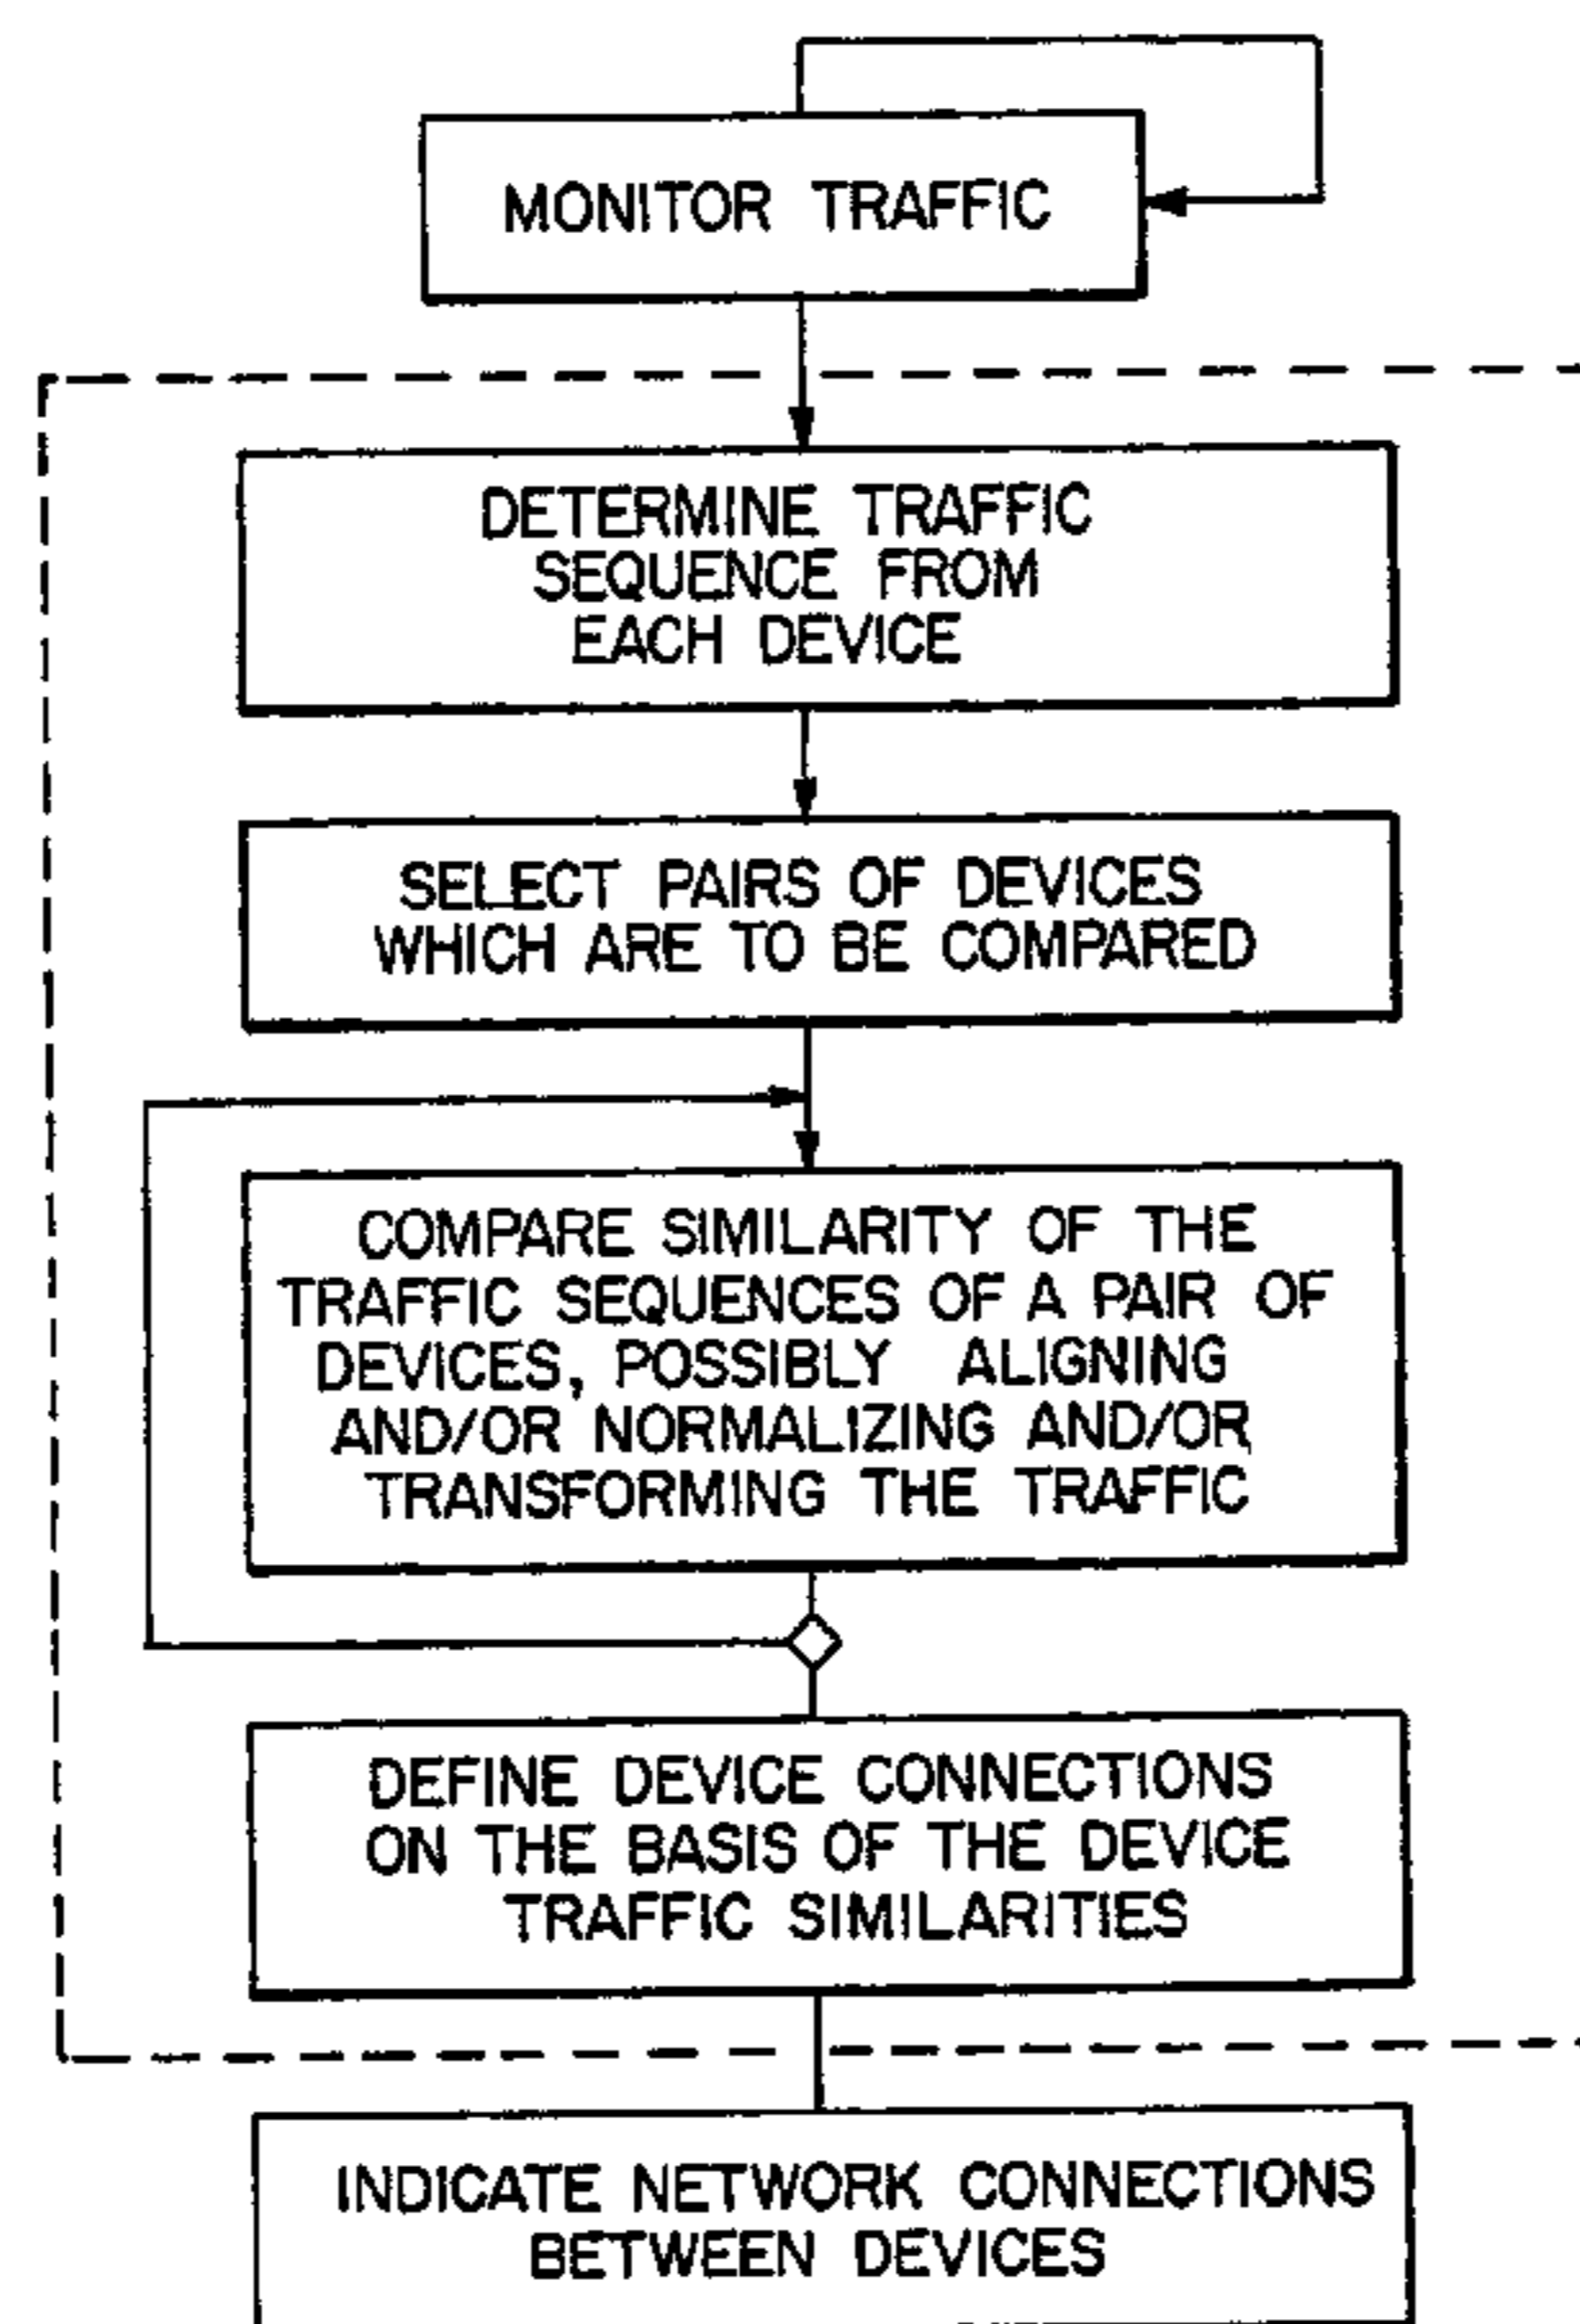 MONITOR TRAFFIC
DETERMINE TRAFFIC
SEQUENCE FROM
EACH DEVICE
SELECT PAIRS OF DEVICES
WHICH ARE TO BE COMPARED
COMPARE SIMILARITY OF THE
TRAFFIC SEQUENCES OF A PAIR OF
DEVICES, POSSIBLY ALIGNING
AND/OR NORMALIZING AND/OR
TRANSFORMING THE TRAFFIC
DEFINE DEVICE CONNECTIONS
ON THE BASIS OF THE DEVICE
TRAFFIC SIMILARITIES
INDICATE NETWORK CONNECTIONS
BETWEEN DEVICES